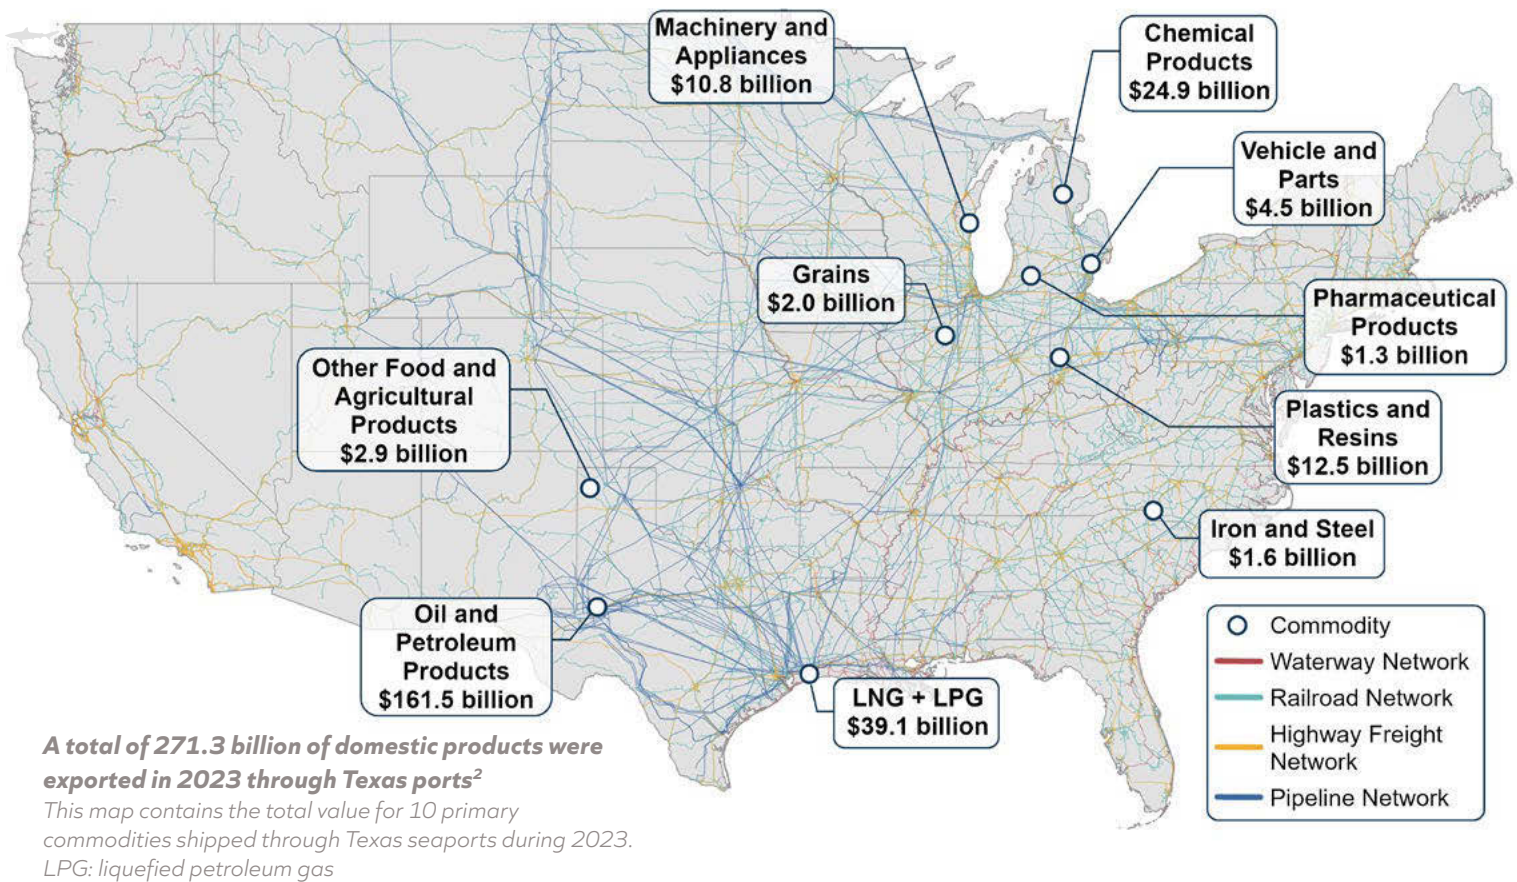 Machinery and
Appliances
$10.8 billion
Chemical
Products
$24.9 billion
Vehicle and
Parts
$4.5 billion
Grains
$2.0 billion
Pharmaceutical
Products
$1.3 billion
Other Food and
Agricultural
Products
$2.9 billion
Plastics and
Resins
$12.5 billion
Iron and Steel
$1.6 billion
Oil and
Petroleum
Products
$161.5 billion
LNG + LPG
$39.1 billion
Commodity
Waterway Network
Railroad Network
Highway Freight
Network
Pipeline Network
A total of 271.3 billion of domestic products were
exported in 2023 through Texas ports²
This map contains the total value for 10 primary
commodities shipped through Texas seaports during 2023.
LPG: liquefied petroleum gas